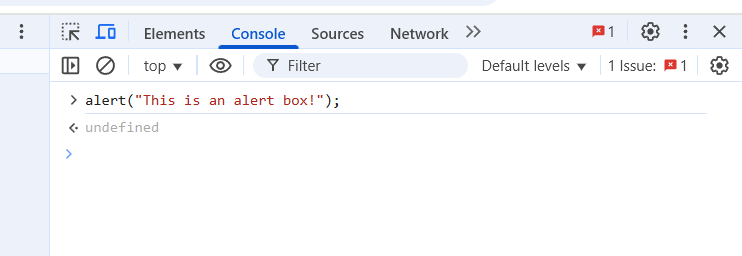 Elements Console Sources Network 1
top Filter Default levels 1 Issue: 1
alert("This is an alert box!");
undefined